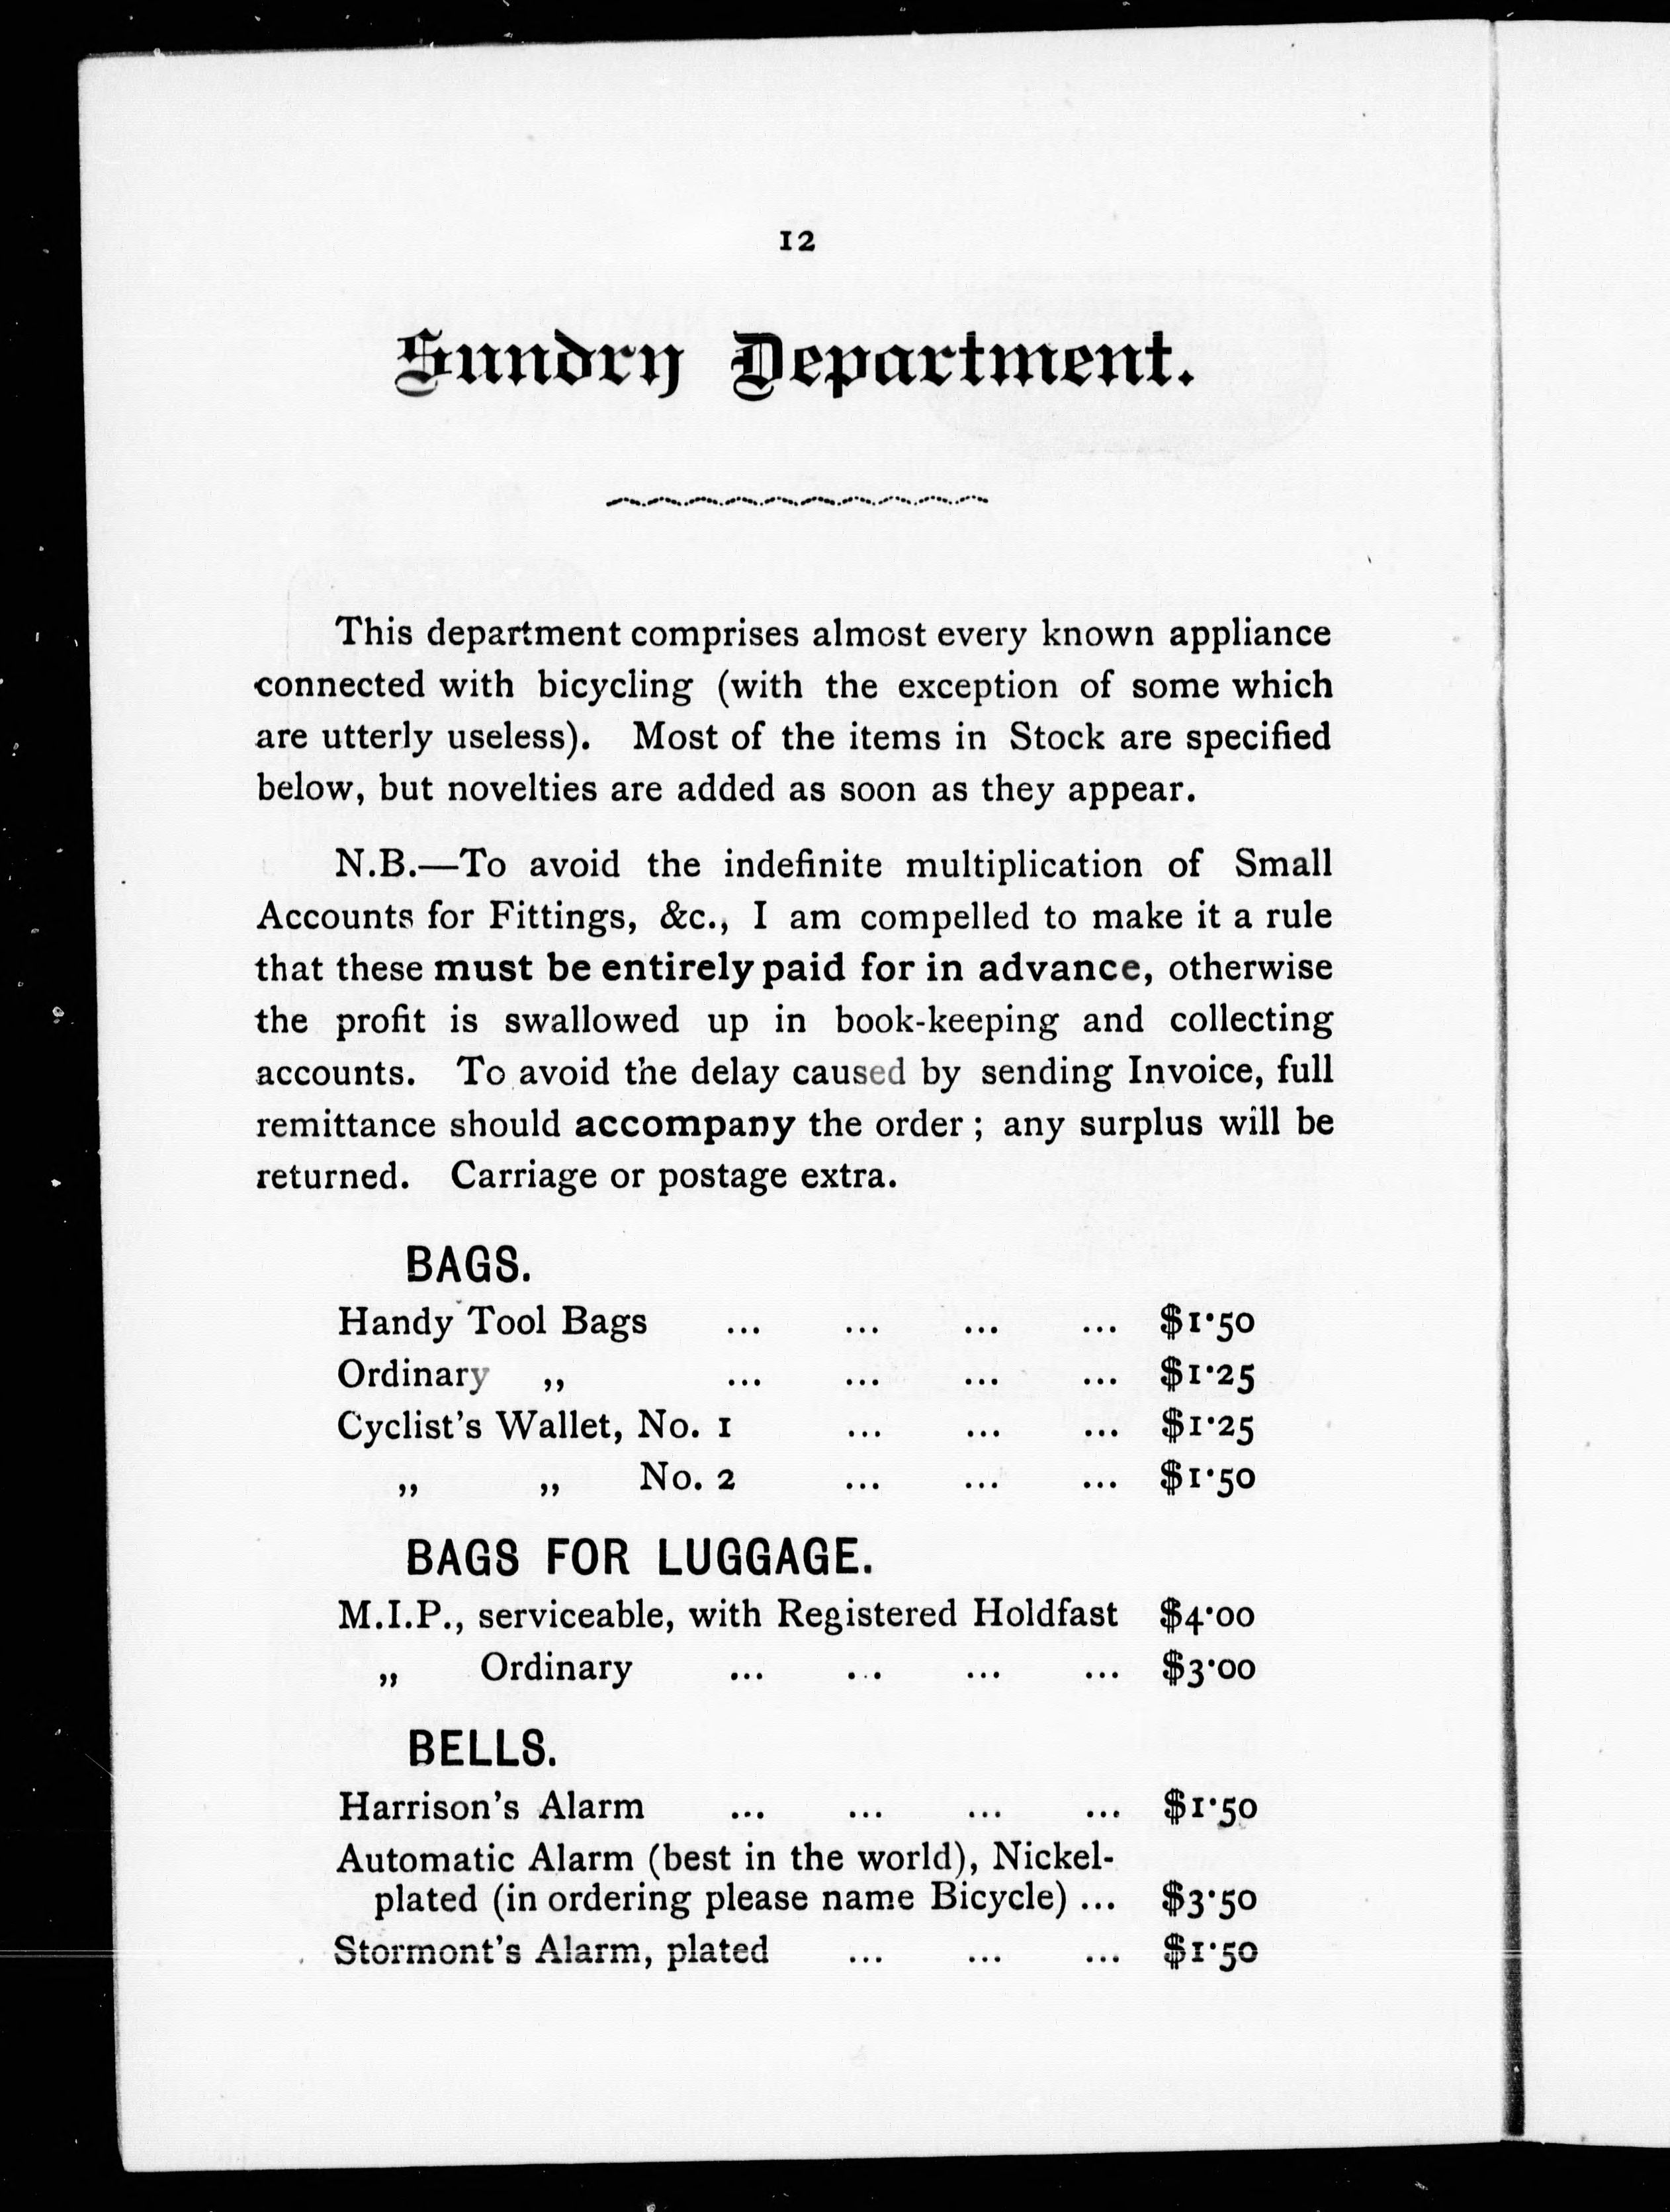 12
Sundry Department.
This department comprises almost every known appliance
connected with bicycling (with the exception of some which
are utterly useless). Most of the items in Stock are specified
below, but novelties are added as soon as they appear.
N.B.—To avoid the indefinite multiplication of Small
Accounts for Fittings, &c., I am compelled to make it a rule
that these must be entirely paid for in advance, otherwise
the profit is swallowed up in book-keeping and collecting
accounts. To avoid the delay caused by sending Invoice, full
remittance should accompany the order; any surplus will be
returned. Carriage or postage extra.
BAGS.
Handy Tool Bags ... ... ... ... $1·50
Ordinary „ ... ... ... ... $1·25
Cyclist's Wallet, No. 1 ... ... ... $1·25
„ „ No. 2 ... ... ... $1·50
BAGS FOR LUGGAGE.
M.I.P., serviceable, with Registered Holdfast $4·00
„ Ordinary ... ... ... ... $3·00
BELLS.
Harrison's Alarm ... ... ... ... $1·50
Automatic Alarm (best in the world), Nickel-
plated (in ordering please name Bicycle) ... $3·50
Stormont's Alarm, plated ... ... ... $1·50